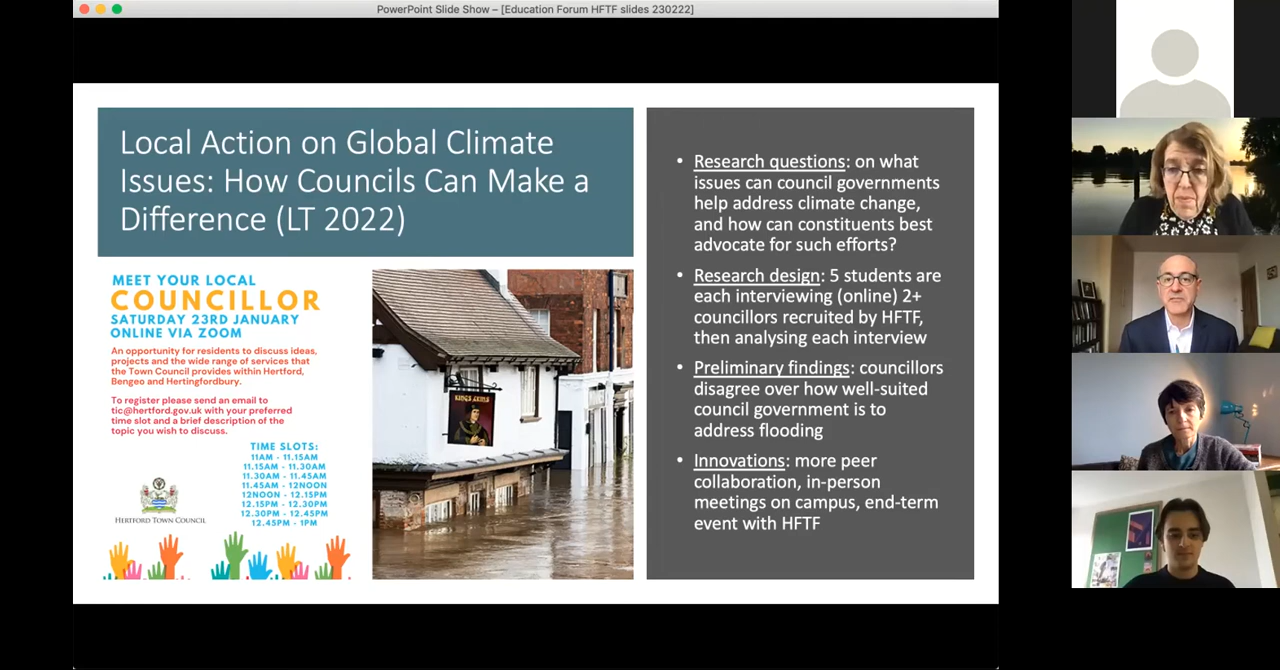 PowerPoint Slide Show – [Education Forum HFTF slides 230222]
Local Action on Global Climate
Issues: How Councils Can Make a
Difference (LT 2022)
MEET YOUR LOCAL
COUNCILLOR
SATURDAY 23RD JANUARY
ONLINE VIA ZOOM
An opportunity for residents to discuss ideas,
projects and the wide range of services that
the Town Council provides within Hertford,
Bengeo and Hertingfordbury.
To register please send an email to
tic@hertford.gov.uk with your preferred
time slot and a brief description of the
topic you wish to discuss.
TIME SLOTS:
11AM - 11.15AM
11.15AM - 11.30AM
11.30AM - 11.45AM
11.45AM - 12NOON
12NOON - 12.15PM
12.15PM - 12.30PM
12.30PM - 12.45PM
12.45PM - 1PM
HERTFORD TOWN COUNCIL
KINGS ARMS
• Research questions: on what
issues can council governments
help address climate change,
and how can constituents best
advocate for such efforts?
• Research design: 5 students are
each interviewing (online) 2+
councillors recruited by HFTF,
then analysing each interview
• Preliminary findings: councillors
disagree over how well-suited
council government is to
address flooding
• Innovations: more peer
collaboration, in-person
meetings on campus, end-term
event with HFTF